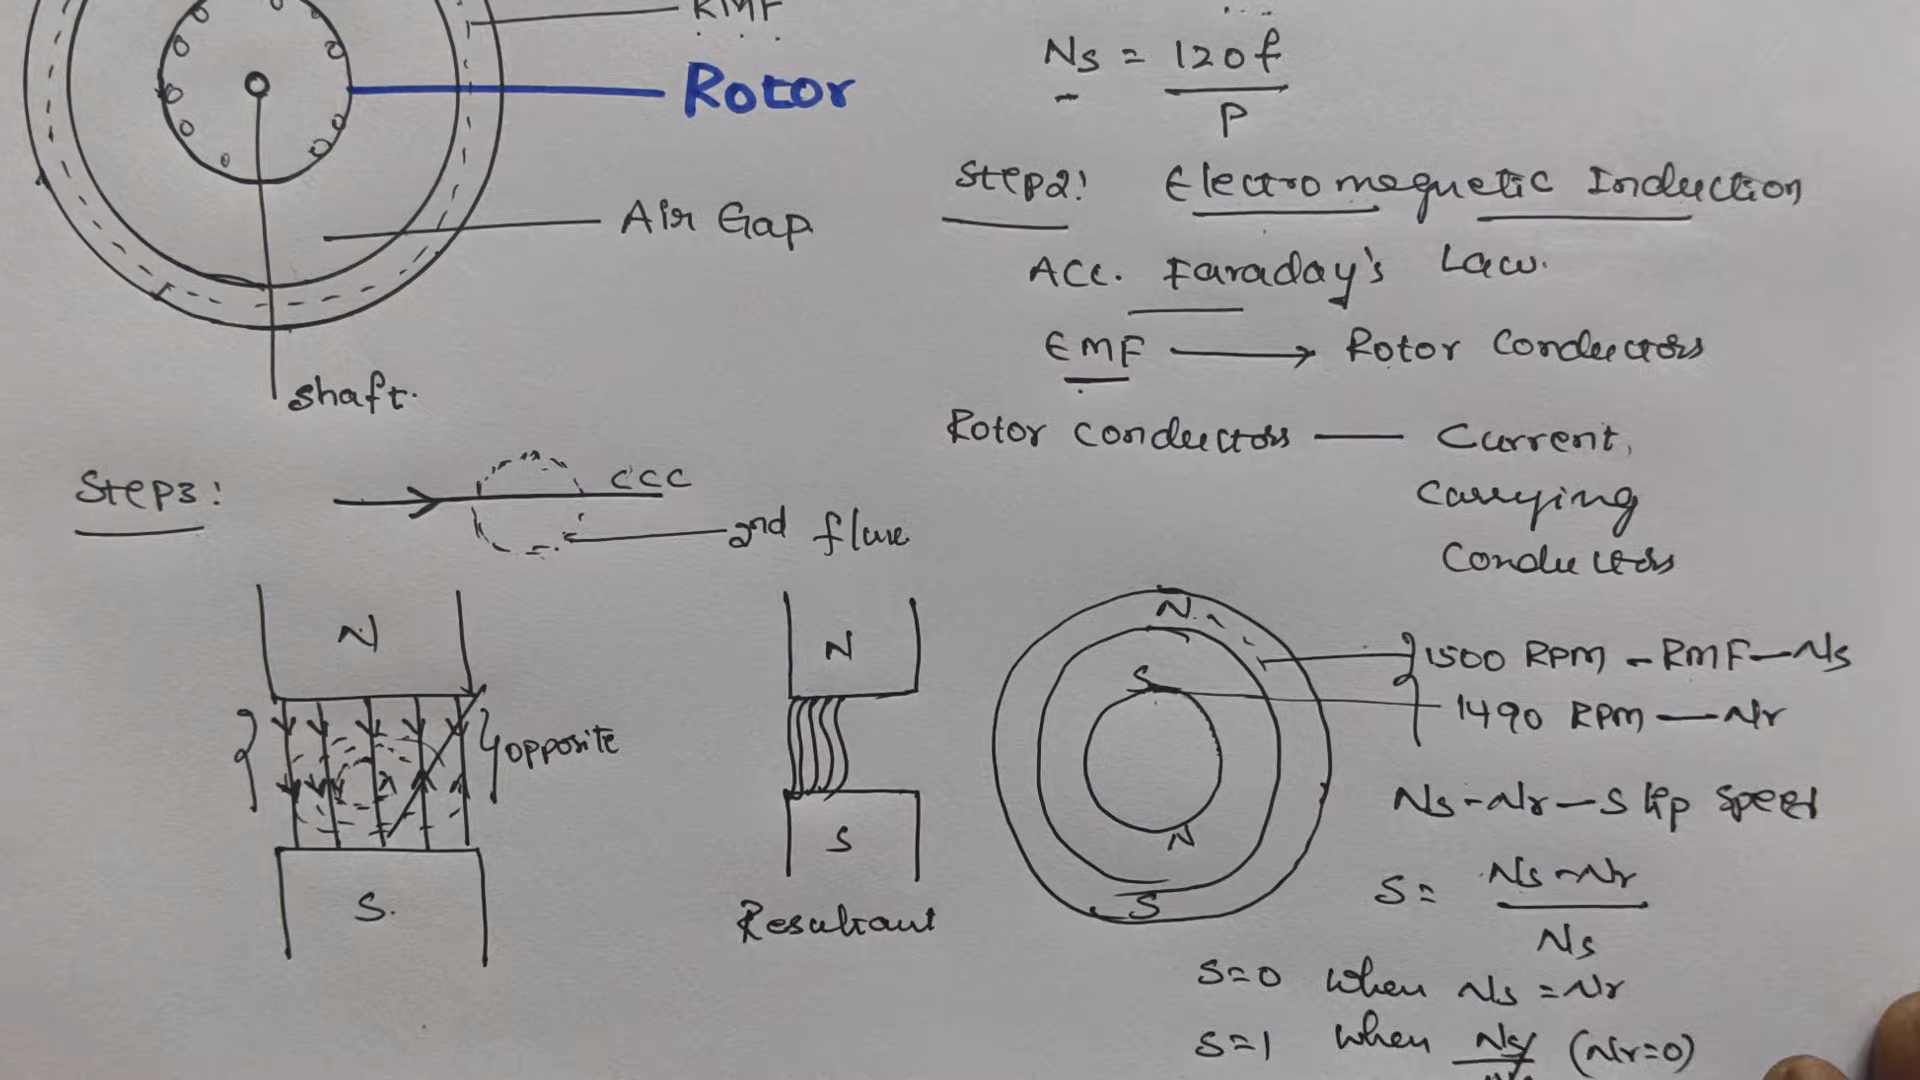 RMF
Rotor
Air Gap
shaft.
Ns = 120f
P
Step2: Electromegnetic Induction
Acc. Faraday's Law.
EMF → Rotor Conductors
Rotor conductors — Current,
Carrying
Conductors
Step3:
CCC
2nd flux
N
opposite
S.
N
S
Resultant
N
S
N
S
1500 RPM - RMF - Ns
1490 RPM - Nr
Ns - Nr - Slip speed
S = Ns - Nr
Ns
S=0 when Ns = Nr
S=1 when Ns/ (Nr=0)